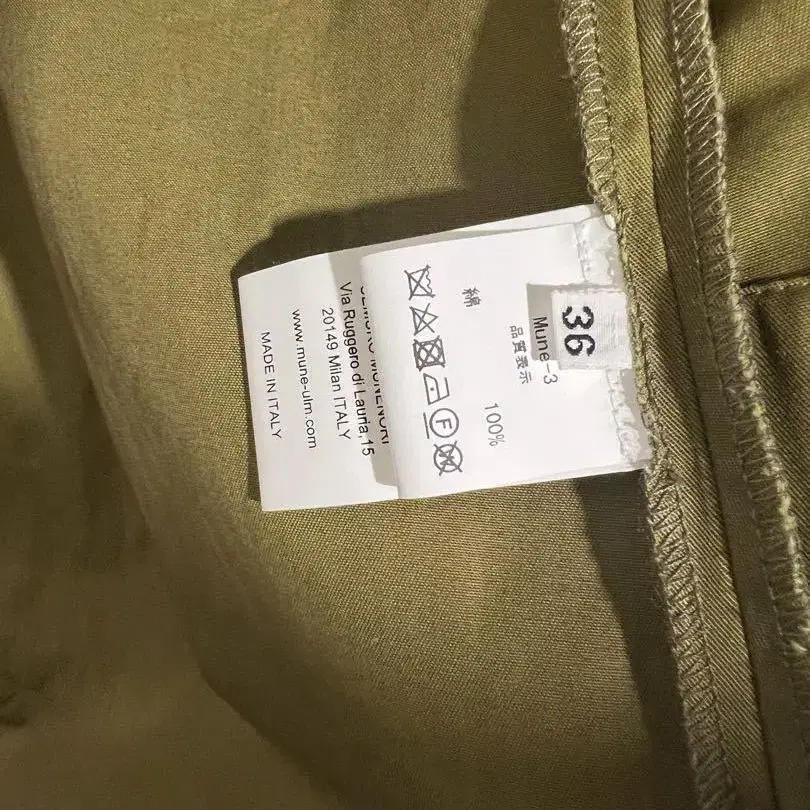 36
Mune-3
品質表示
綿 100%
F W
Via Ruggero di Lauria,15
20149 Milan ITALY
www.mune-ulm.com
MADE IN ITALY